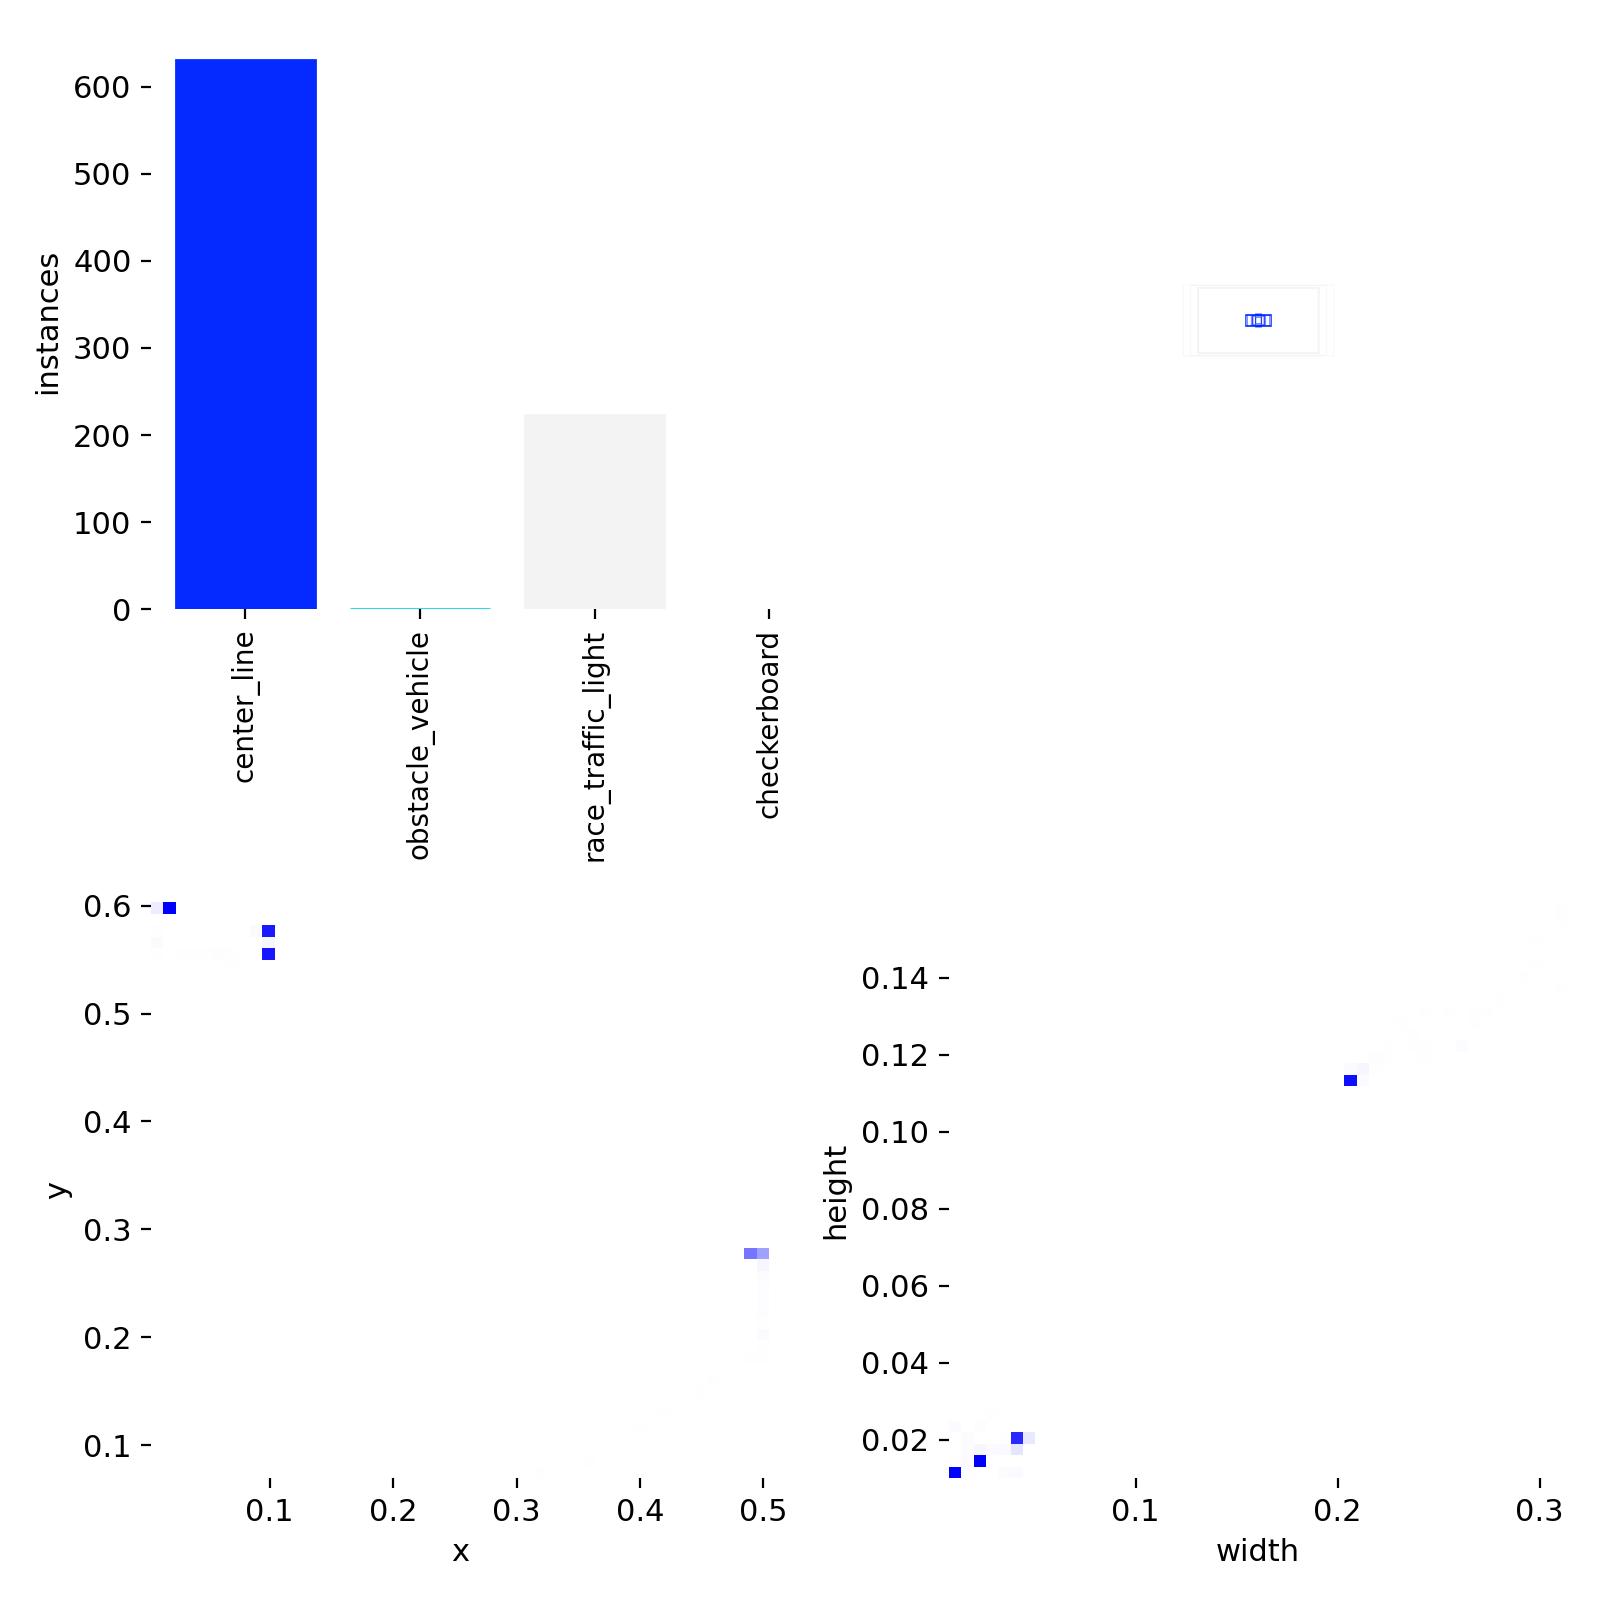 600
500
400
300
200
100
0
instances
center_line
obstacle_vehicle
race_traffic_light
checkerboard
0.6
0.5
0.4
0.3
0.2
0.1
y
0.1 0.2 0.3 0.4 0.5
x
0.14
0.12
0.10
0.08
0.06
0.04
0.02
height
0.1 0.2 0.3
width